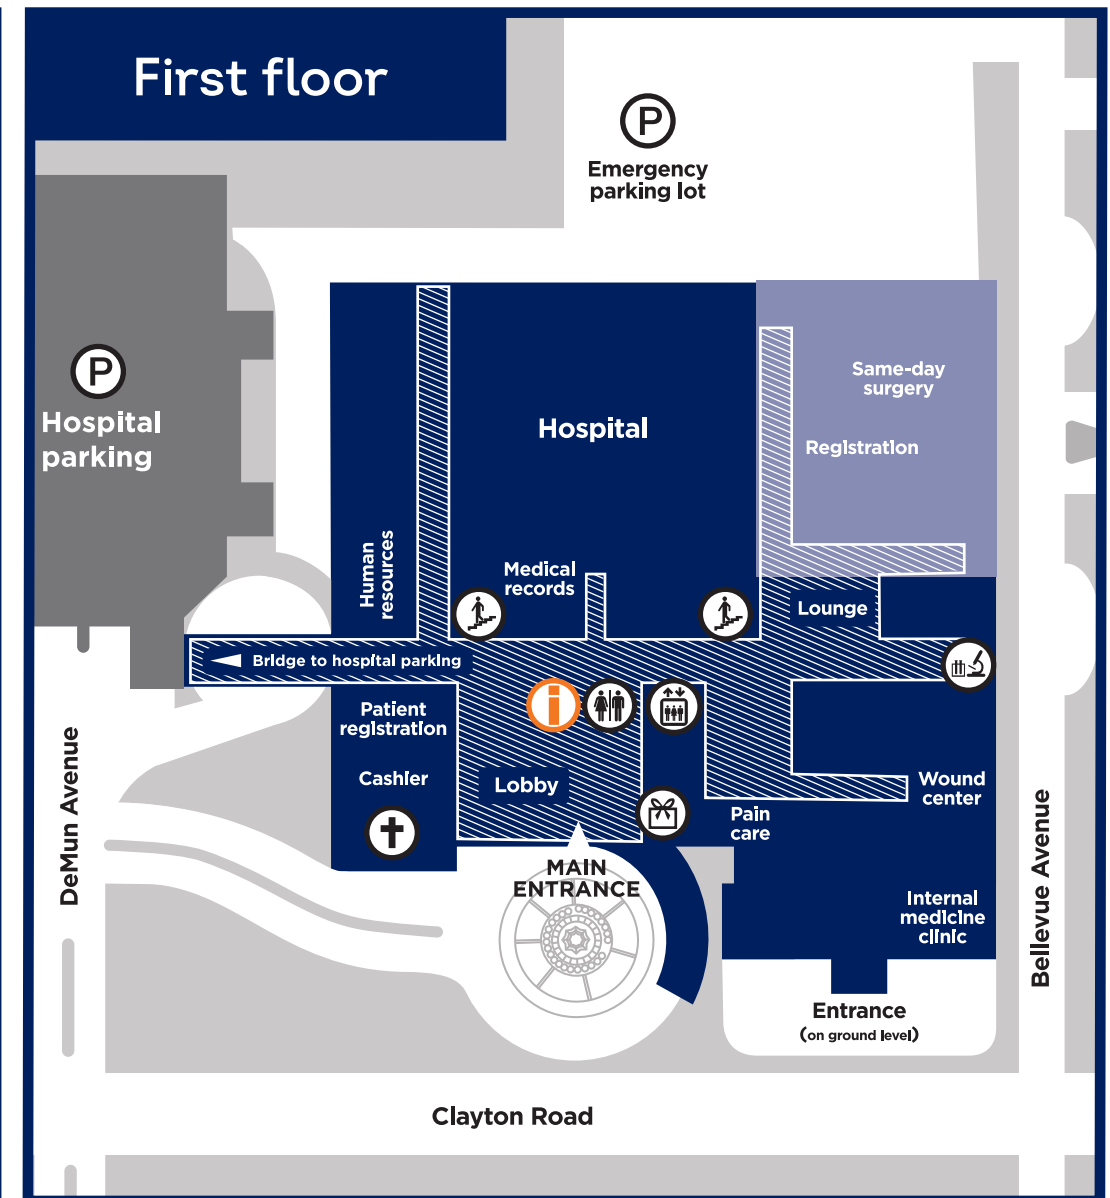 First floor
P
Emergency
parking lot
P
Hospital
parking
Same-day
surgery
Registration
Hospital
Human
resources
Medical
records
Lounge
Bridge to hospital parking
i
Patient
registration
Cashier
Lobby
Wound
center
Pain
care
MAIN
ENTRANCE
Internal
medicine
clinic
Entrance
(on ground level)
DeMun Avenue
Bellevue Avenue
Clayton Road